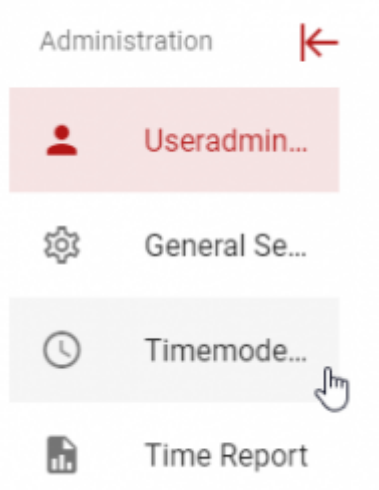 Administration
Useradmin...
General Se...
Timemode...
Time Report